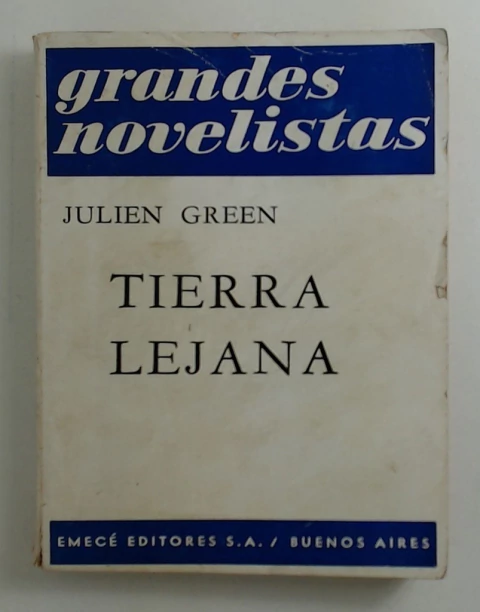 grandes
novelistas
JULIEN GREEN
TIERRA
LEJANA
EMECÉ EDITORES S.A. / BUENOS AIRES